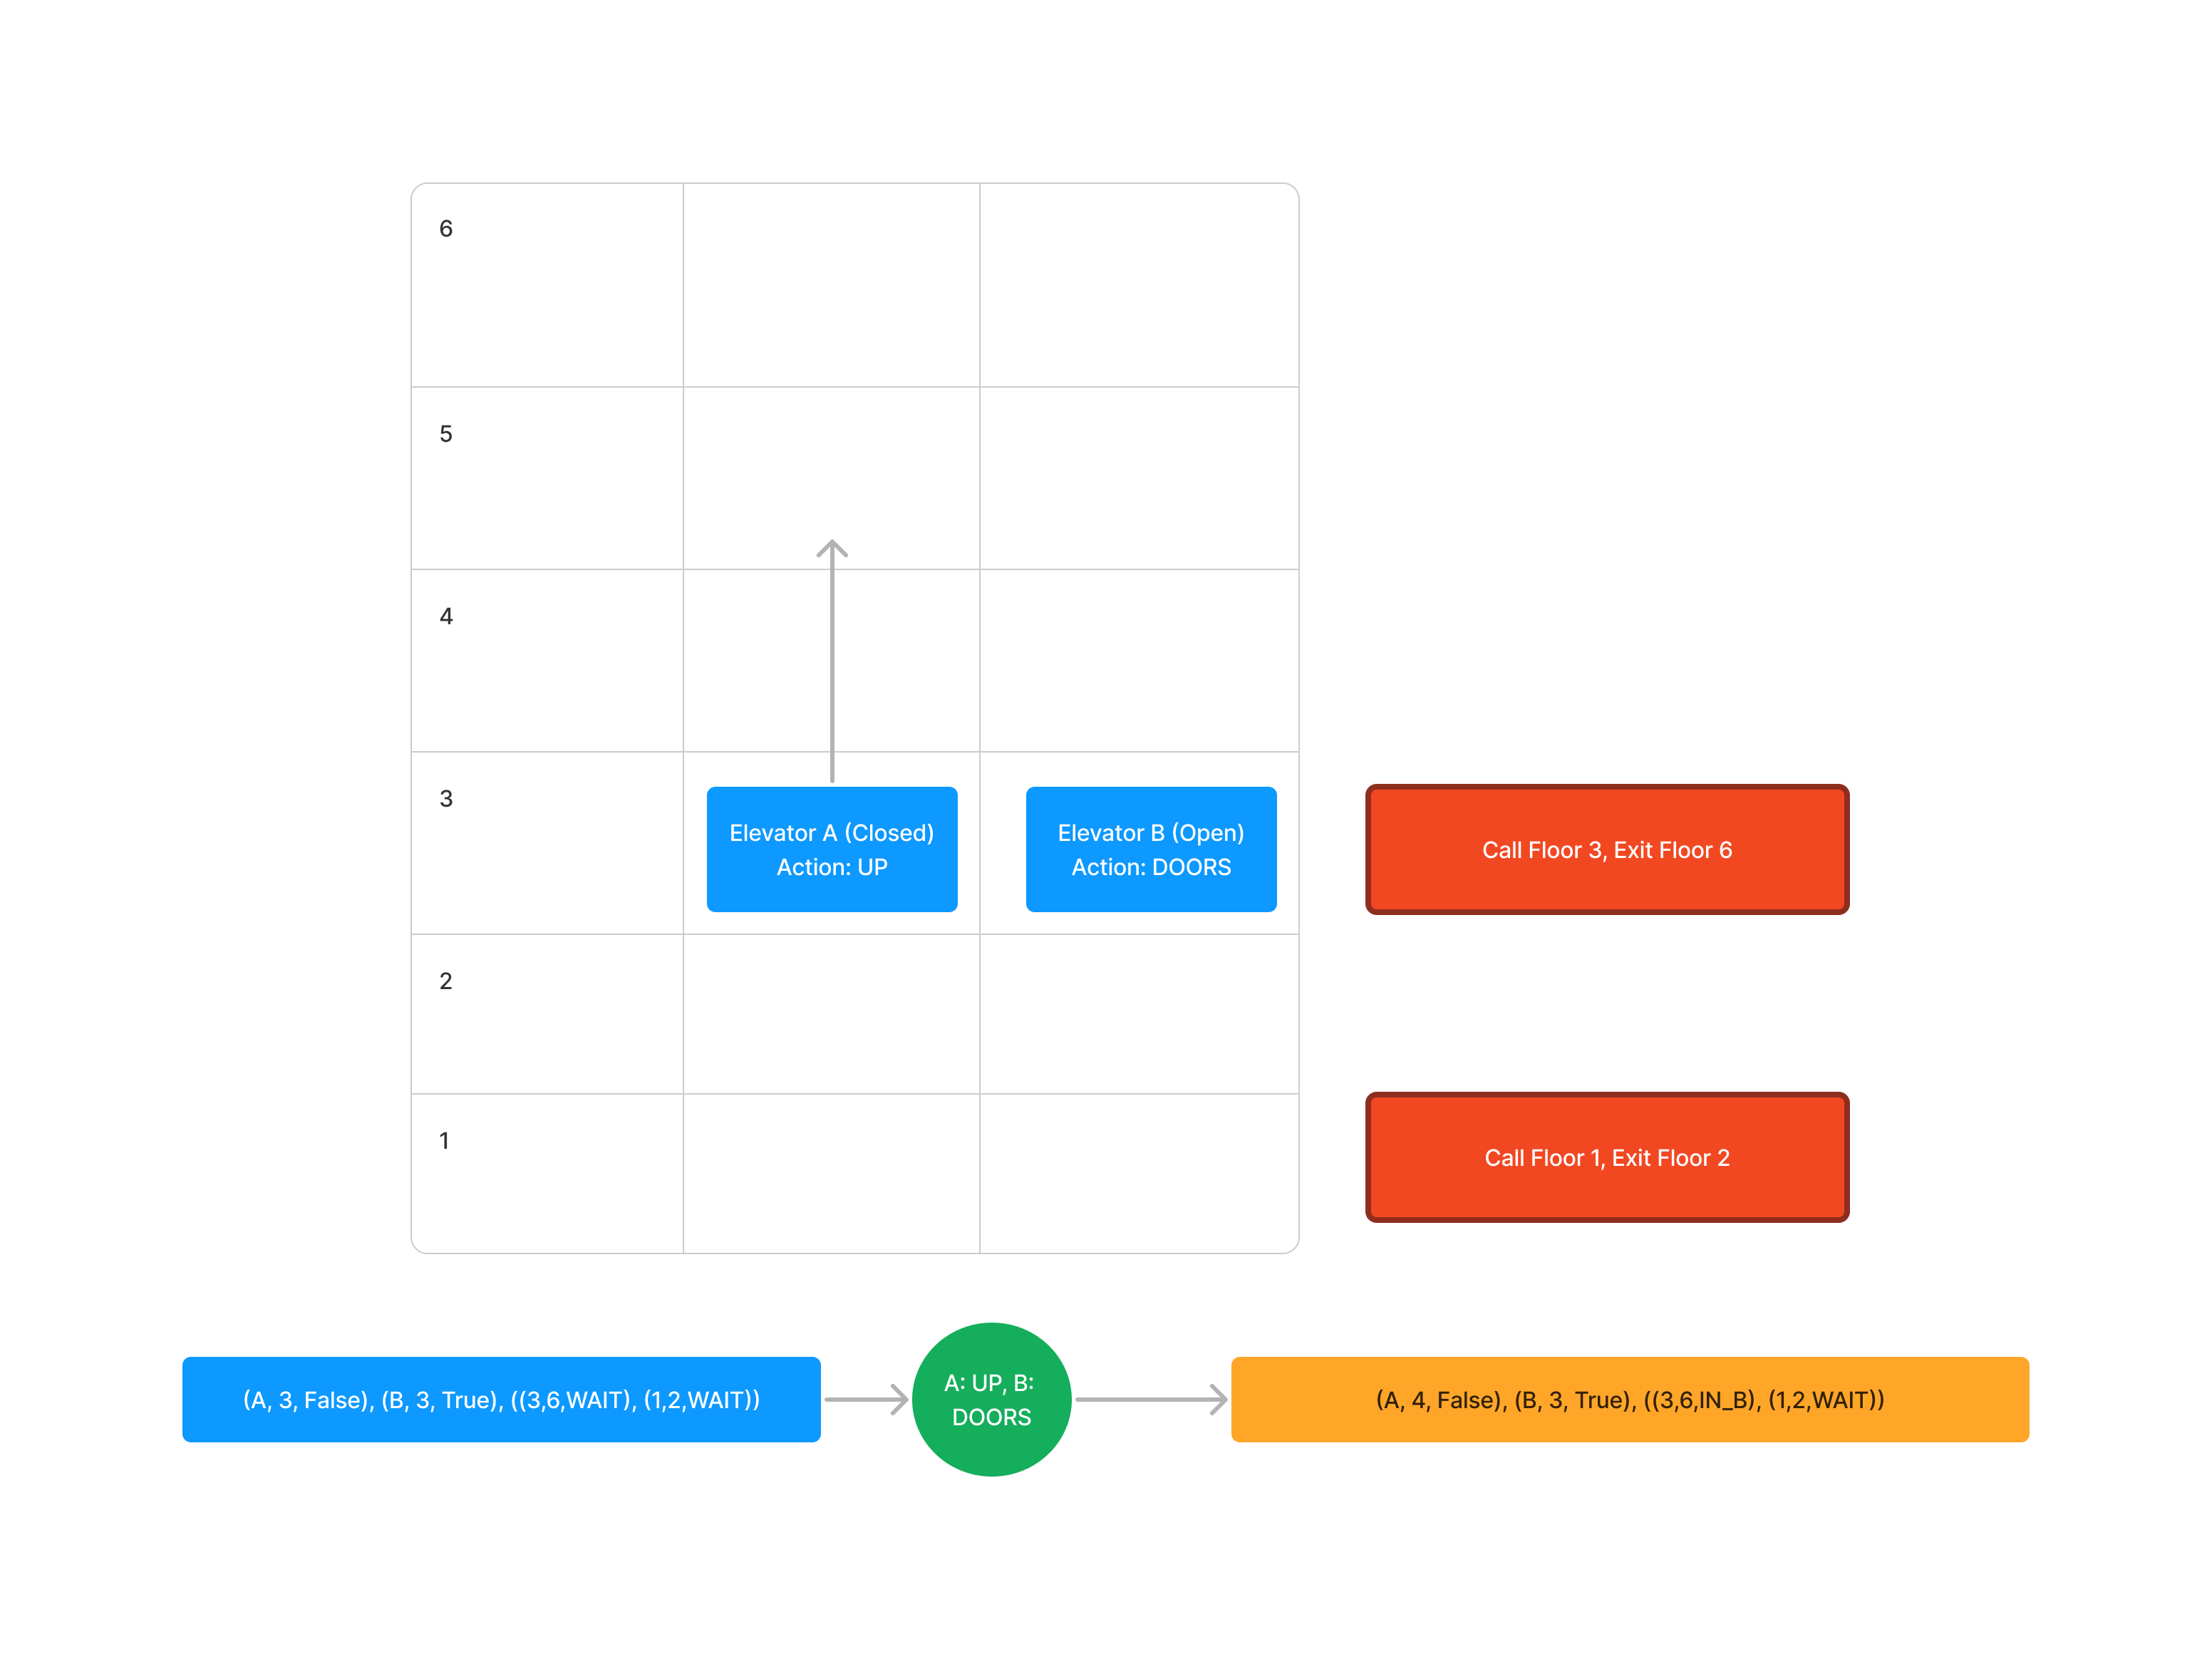 6
5
4
3
Elevator A (Closed)
Action: UP
Elevator B (Open)
Action: DOORS
Call Floor 3, Exit Floor 6
2
1
Call Floor 1, Exit Floor 2
(A, 3, False), (B, 3, True), ((3,6,WAIT), (1,2,WAIT))
A: UP, B:
DOORS
(A, 4, False), (B, 3, True), ((3,6,IN_B), (1,2,WAIT))